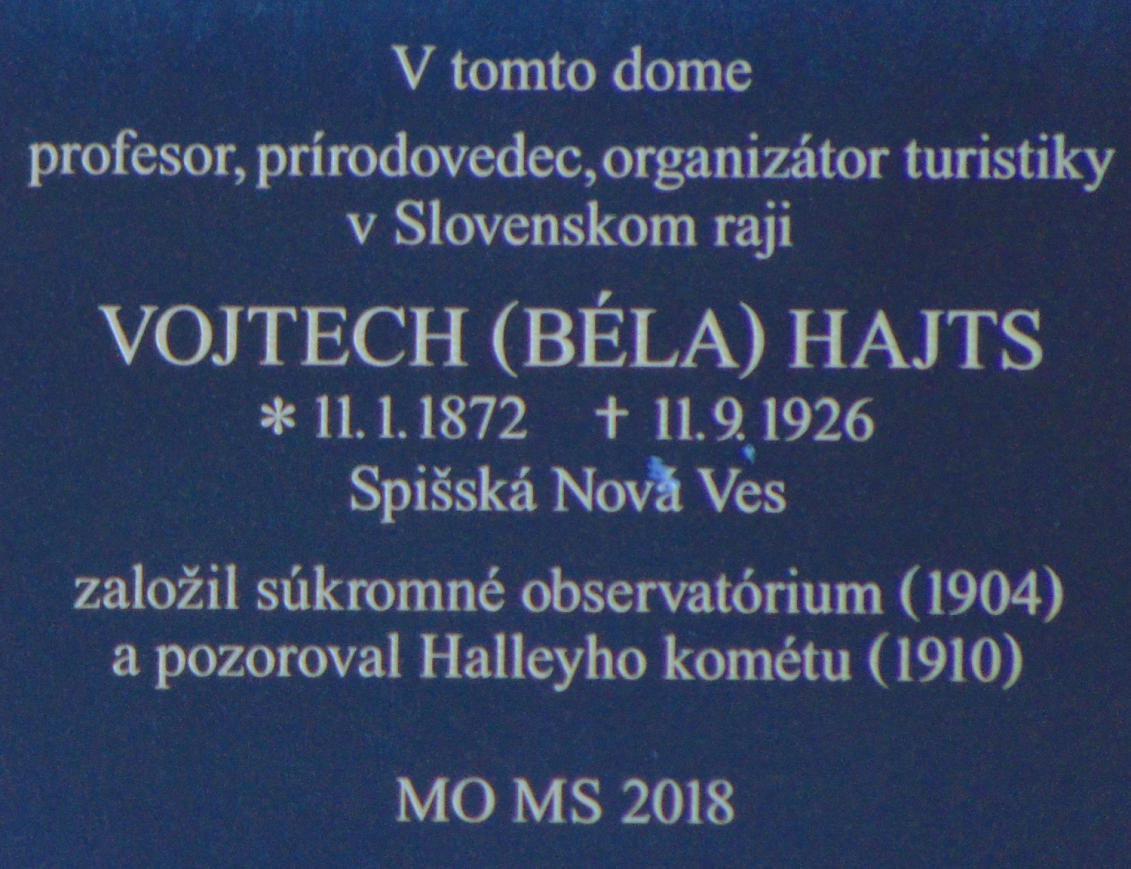 V tomto dome
profesor, prírodovedec, organizátor turistiky
v Slovenskom raji
VOJTECH (BÉLA) HAJTS
* 11. 1. 1872 † 11. 9. 1926
Spišská Nová Ves
založil súkromné observatórium (1904)
a pozoroval Halleyho kométu (1910)
MO MS 2018